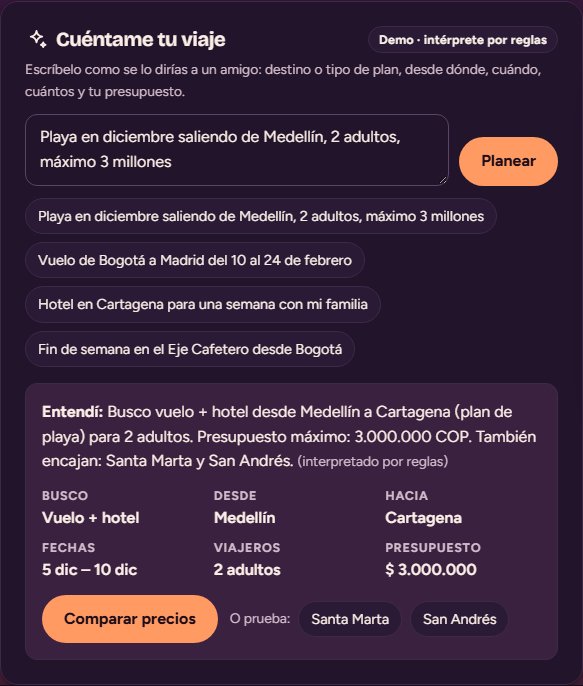 Cuéntame tu viaje
Demo · intérprete por reglas
Escríbelo como se lo dirías a un amigo: destino o tipo de plan, desde dónde, cuándo,
cuántos y tu presupuesto.
Playa en diciembre saliendo de Medellín, 2 adultos,
máximo 3 millones
Planear
Playa en diciembre saliendo de Medellín, 2 adultos, máximo 3 millones
Vuelo de Bogotá a Madrid del 10 al 24 de febrero
Hotel en Cartagena para una semana con mi familia
Fin de semana en el Eje Cafetero desde Bogotá
Entendí: Busco vuelo + hotel desde Medellín a Cartagena (plan de
playa) para 2 adultos. Presupuesto máximo: 3.000.000 COP. También
encajan: Santa Marta y San Andrés. (interpretado por reglas)
BUSCO DESDE HACIA
Vuelo + hotel Medellín Cartagena
FECHAS VIAJEROS PRESUPUESTO
5 dic – 10 dic 2 adultos $ 3.000.000
Comparar precios O prueba: Santa Marta San Andrés